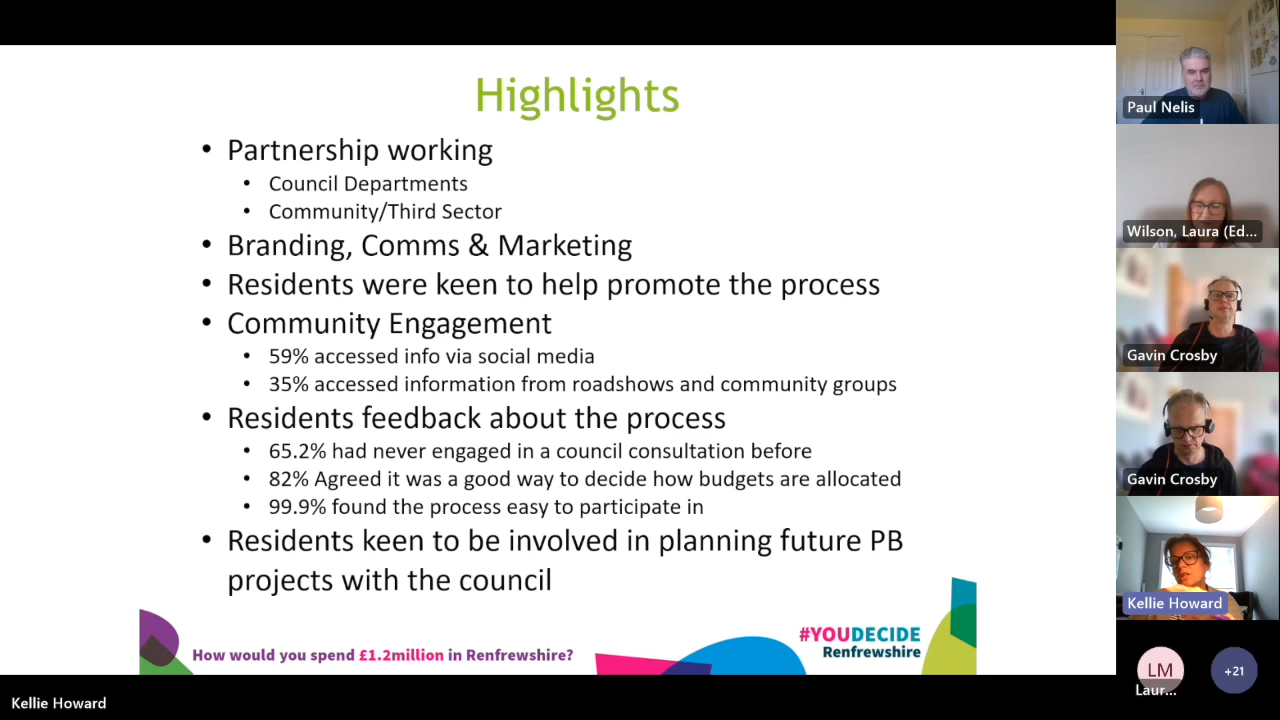 Highlights
• Partnership working
• Council Departments
• Community/Third Sector
• Branding, Comms & Marketing
• Residents were keen to help promote the process
• Community Engagement
• 59% accessed info via social media
• 35% accessed information from roadshows and community groups
• Residents feedback about the process
• 65.2% had never engaged in a council consultation before
• 82% Agreed it was a good way to decide how budgets are allocated
• 99.9% found the process easy to participate in
• Residents keen to be involved in planning future PB
projects with the council
How would you spend £1.2million in Renfrewshire?
#YOUDECIDE
Renfrewshire
Kellie Howard
Paul Nelis
Wilson, Laura (Ed...
Gavin Crosby
Gavin Crosby
Kellie Howard
LM
Laur...
+21